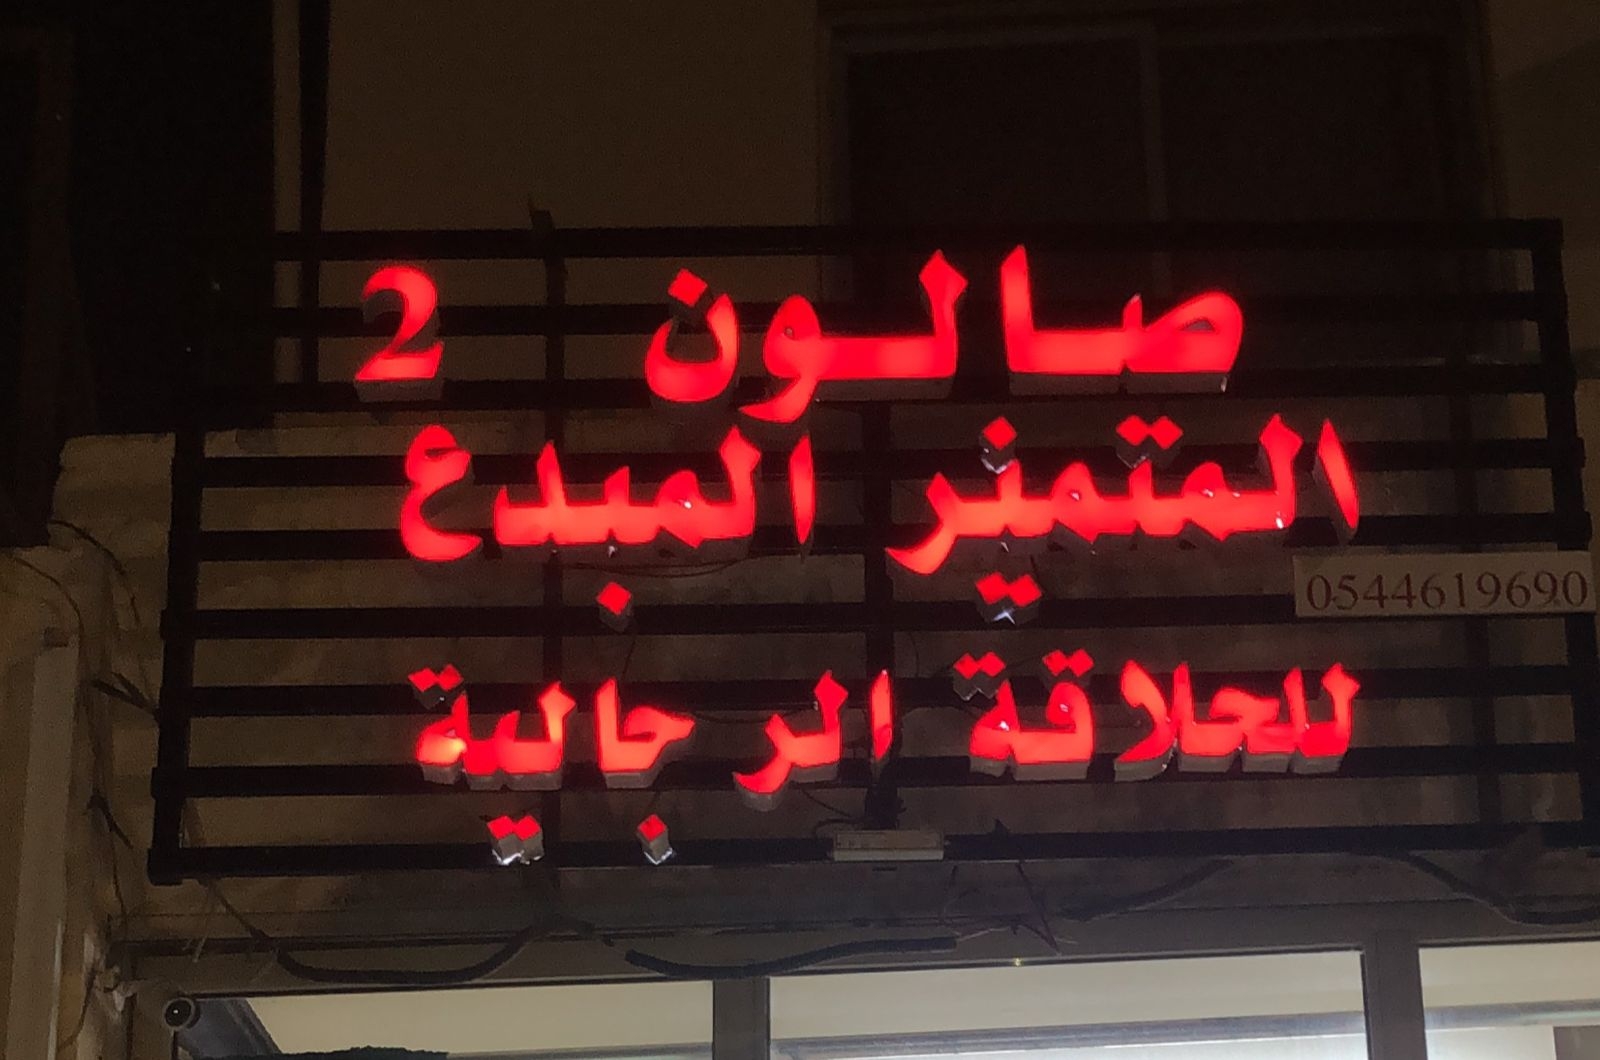 صالون 2
المتميز المبدع
0544619690
للحلاقة الرجالية